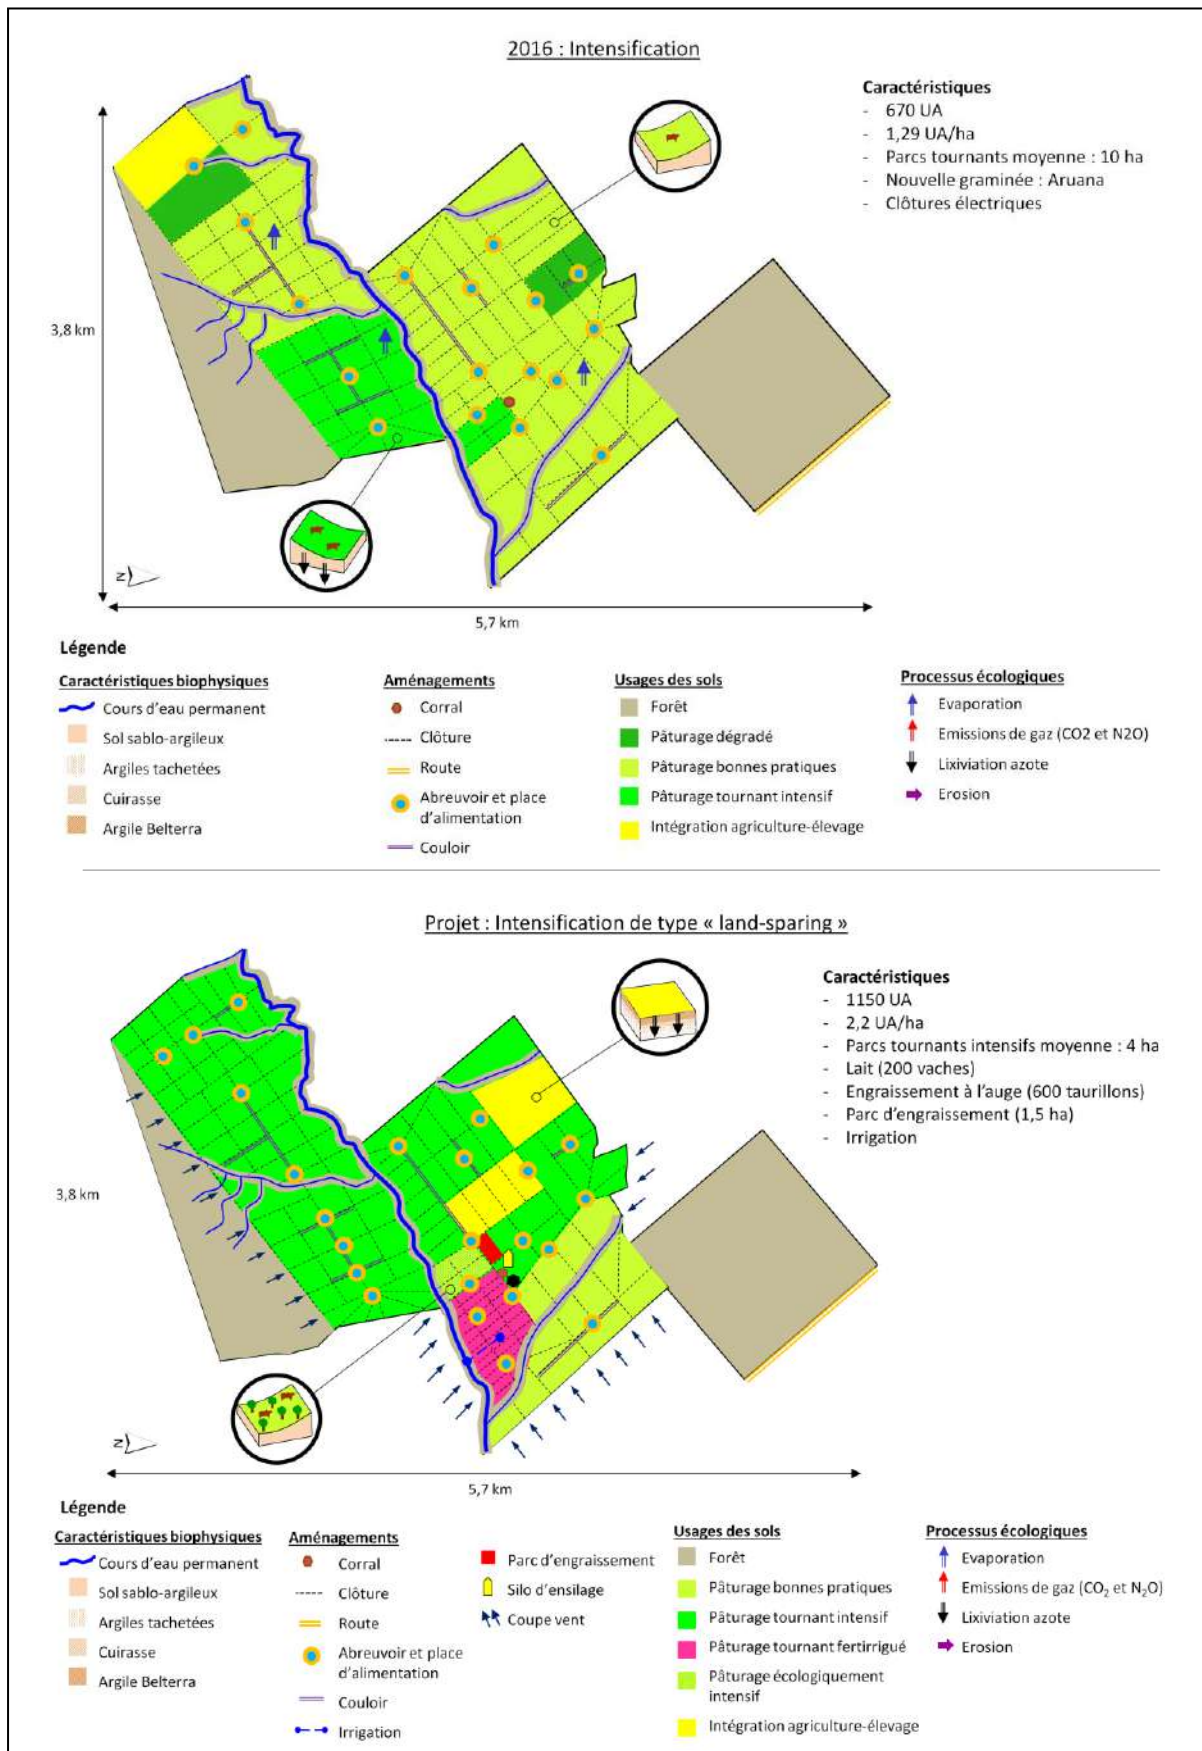 2016 : Intensification
Caractéristiques
- 670 UA
- 1,29 UA/ha
- Parcs tournants moyenne : 10 ha
- Nouvelle graminée : Aruana
- Clôtures électriques
3,8 km
N
5,7 km
Légende
Caractéristiques biophysiques
Cours d'eau permanent
Sol sablo-argileux
Argiles tachetées
Cuirasse
Argile Belterra
Aménagements
Corral
Clôture
Route
Abreuvoir et place
d'alimentation
Couloir
Usages des sols
Forêt
Pâturage dégradé
Pâturage bonnes pratiques
Pâturage tournant intensif
Intégration agriculture-élevage
Processus écologiques
Evaporation
Emissions de gaz (CO2 et N2O)
Lixiviation azote
Erosion
Projet : Intensification de type « land-sparing »
Caractéristiques
- 1150 UA
- 2,2 UA/ha
- Parcs tournants intensifs moyenne : 4 ha
- Lait (200 vaches)
- Engraissement à l'auge (600 taurillons)
- Parc d'engraissement (1,5 ha)
- Irrigation
3,8 km
N
5,7 km
Légende
Caractéristiques biophysiques
Cours d'eau permanent
Sol sablo-argileux
Argiles tachetées
Cuirasse
Argile Belterra
Aménagements
Corral
Clôture
Route
Abreuvoir et place
d'alimentation
Couloir
Irrigation
Parc d'engraissement
Silo d'ensilage
Coupe vent
Usages des sols
Forêt
Pâturage bonnes pratiques
Pâturage tournant intensif
Pâturage tournant fertirrigué
Pâturage écologiquement
intensif
Intégration agriculture-élevage
Processus écologiques
Evaporation
Emissions de gaz (CO₂ et N₂O)
Lixiviation azote
Erosion